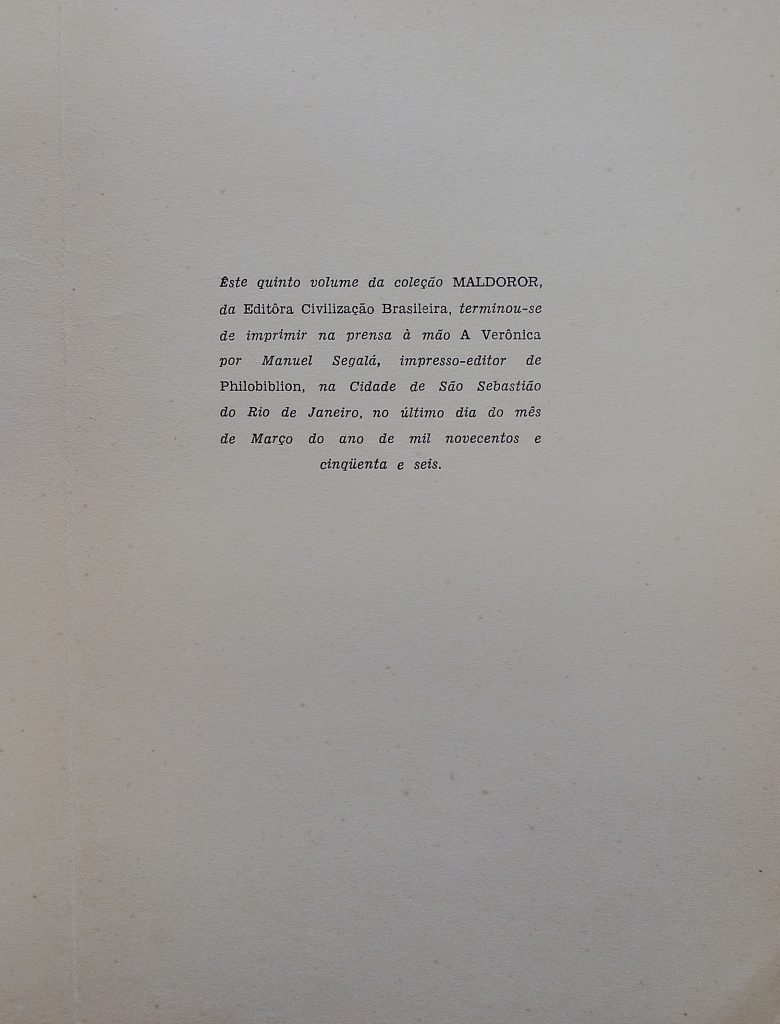 Êste quinto volume da coleção MALDOROR,
da Editôra Civilização Brasileira, terminou-se
de imprimir na prensa à mão A Verônica
por Manuel Segalá, impresso-editor de
Philobiblion, na Cidade de São Sebastião
do Rio de Janeiro, no último dia do mês
de Março do ano de mil novecentos e
cinqüenta e seis.